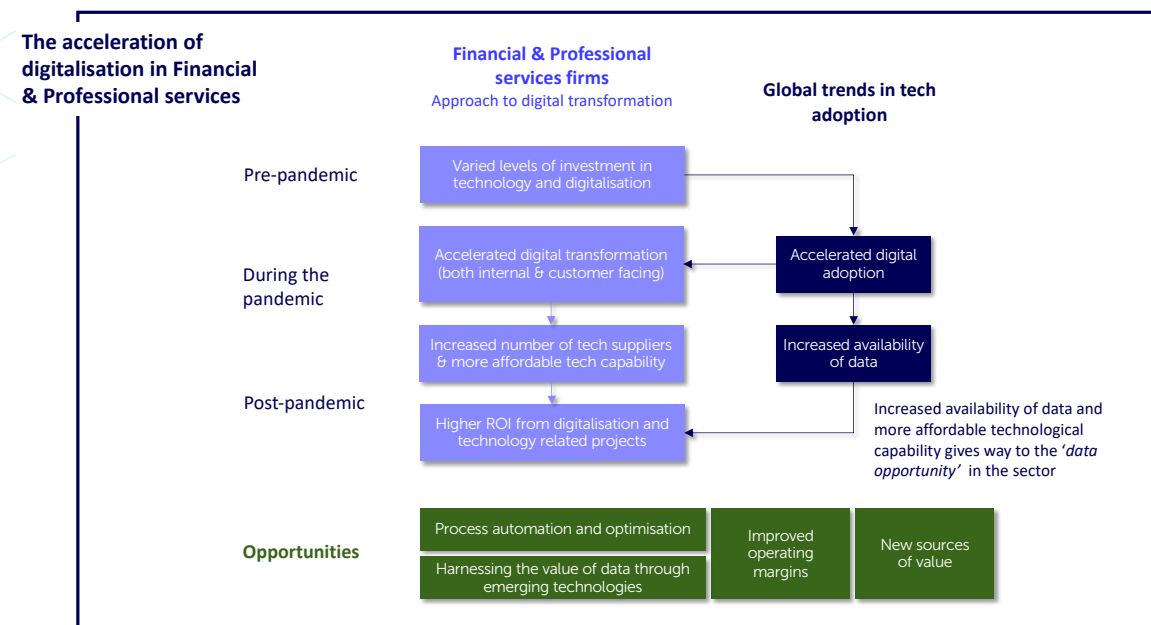 The acceleration of
digitalisation in Financial
& Professional services
Financial & Professional
services firms
Approach to digital transformation
Global trends in tech
adoption
Pre-pandemic
Varied levels of investment in
technology and digitalisation
During the
pandemic
Accelerated digital transformation
(both internal & customer facing)
Accelerated digital
adoption
Increased number of tech suppliers
& more affordable tech capability
Increased availability
of data
Post-pandemic
Higher ROI from digitalisation and
technology related projects
Increased availability of data and
more affordable technological
capability gives way to the ‘data
opportunity’ in the sector
Opportunities
Process automation and optimisation
Harnessing the value of data through
emerging technologies
Improved
operating
margins
New sources
of value